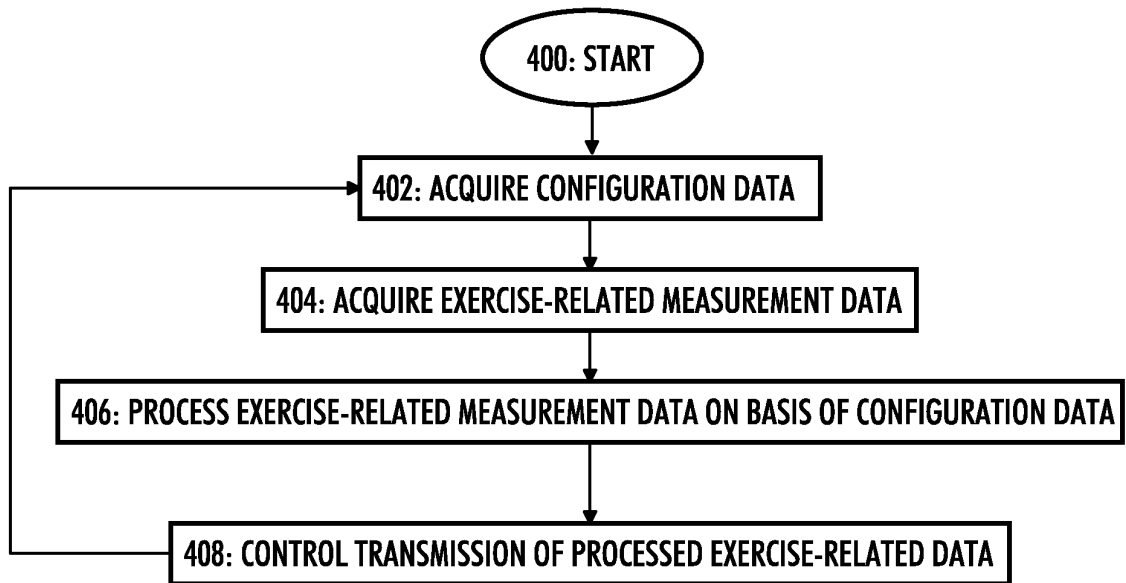 400: START
402: ACQUIRE CONFIGURATION DATA
404: ACQUIRE EXERCISE-RELATED MEASUREMENT DATA
406: PROCESS EXERCISE-RELATED MEASUREMENT DATA ON BASIS OF CONFIGURATION DATA
408: CONTROL TRANSMISSION OF PROCESSED EXERCISE-RELATED DATA